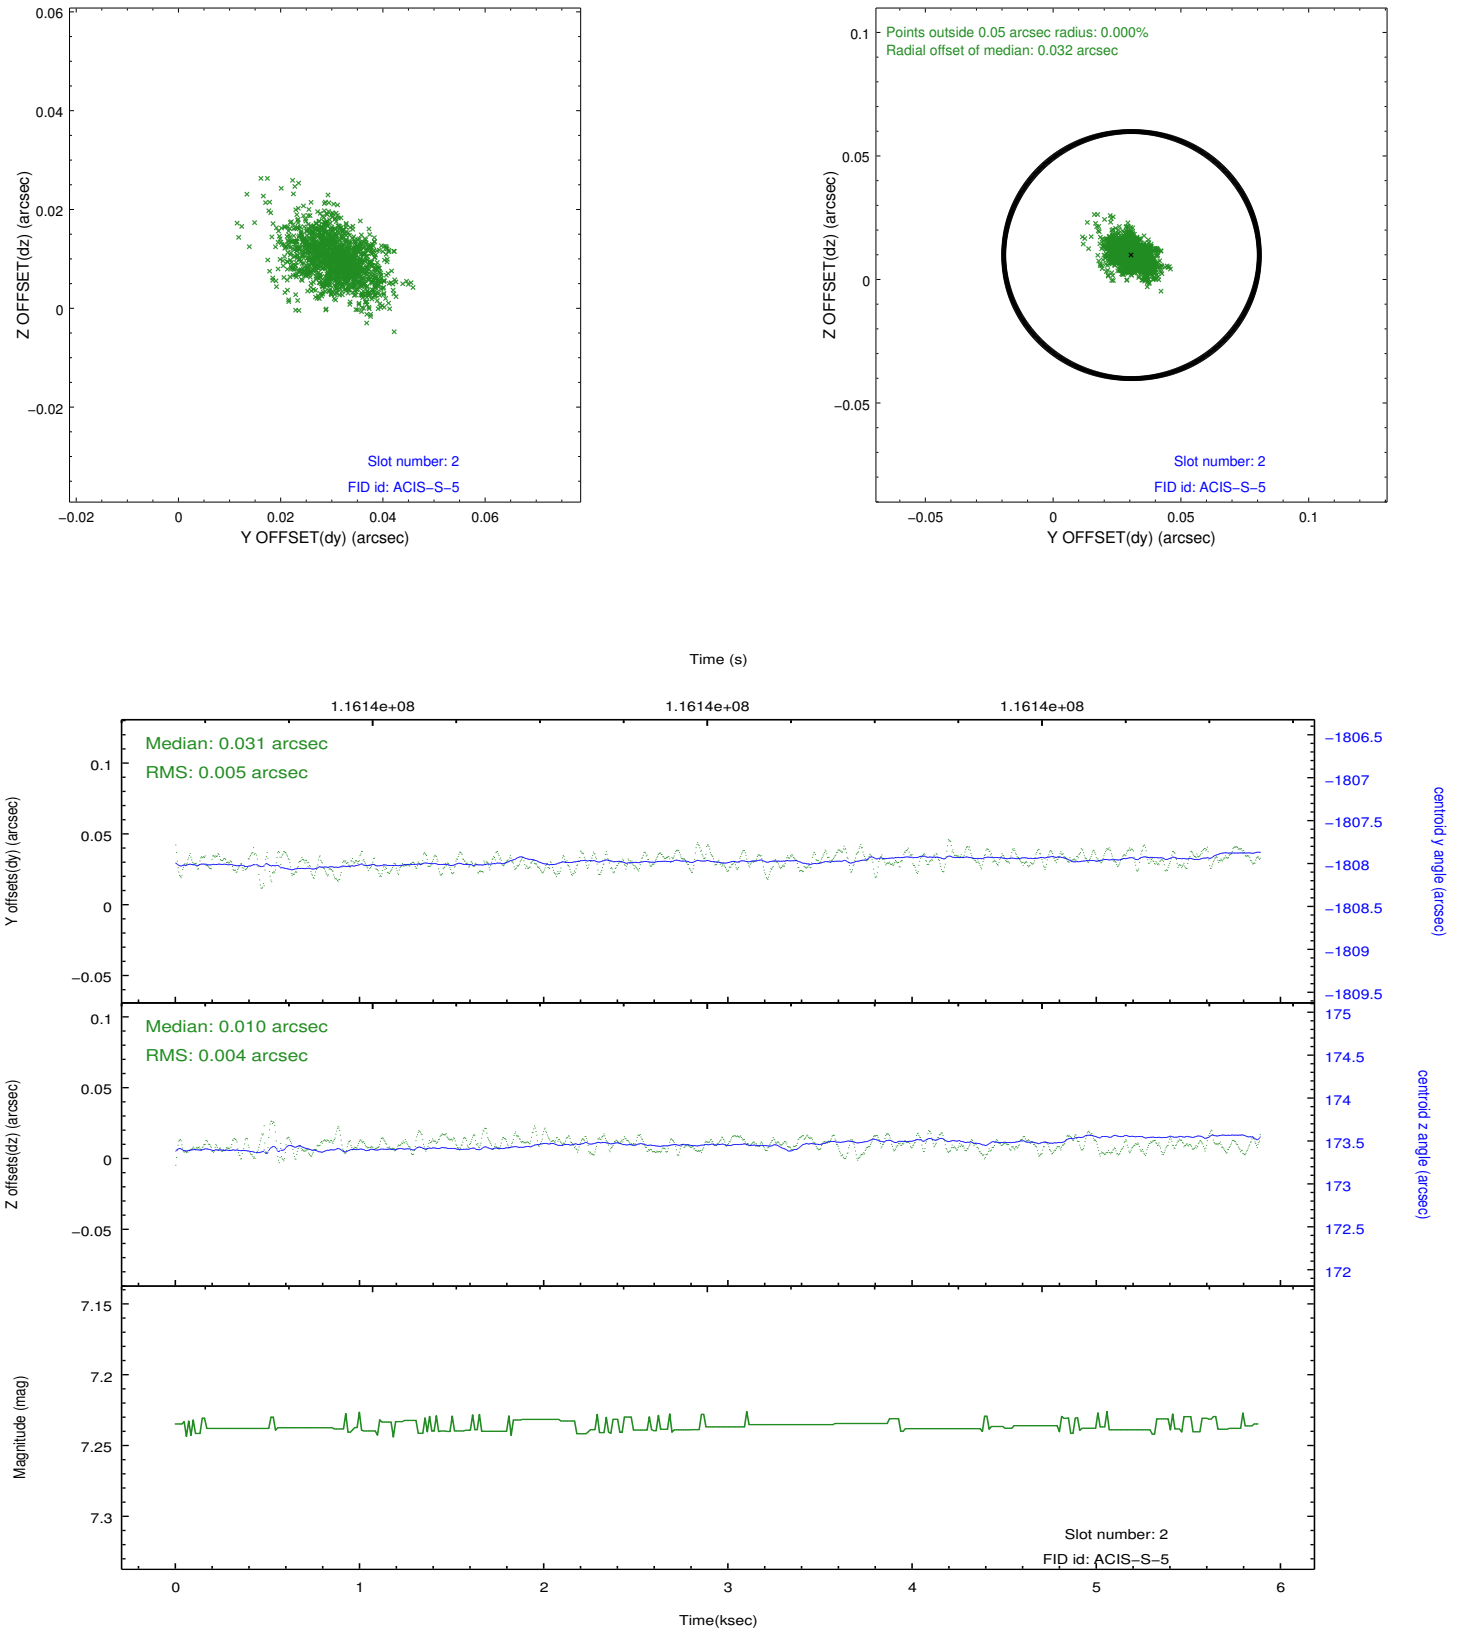 0.06
0.04
0.02
0
−0.02
Z OFFSET(dz) (arcsec)
Slot number: 2
FID id: ACIS−S−5
−0.02 0 0.02 0.04 0.06
Y OFFSET(dy) (arcsec)
Points outside 0.05 arcsec radius: 0.000%
Radial offset of median: 0.032 arcsec
0.1
0.05
0
−0.05
Z OFFSET(dz) (arcsec)
Slot number: 2
FID id: ACIS−S−5
−0.05 0 0.05 0.1
Y OFFSET(dy) (arcsec)
Time (s)
1.1614e+08 1.1614e+08 1.1614e+08
Median: 0.031 arcsec
RMS: 0.005 arcsec
0.1
0.05
0
−0.05
Y offsets(dy) (arcsec)
−1806.5
−1807
−1807.5
−1808
−1808.5
−1809
−1809.5
centroid y angle (arcsec)
Median: 0.010 arcsec
RMS: 0.004 arcsec
0.1
0.05
0
−0.05
Z offsets(dz) (arcsec)
175
174.5
174
173.5
173
172.5
172
centroid z angle (arcsec)
7.15
7.2
7.25
7.3
Magnitude (mag)
Slot number: 2
FID id: ACIS−S−5
0 1 2 3 4 5 6
Time(ksec)